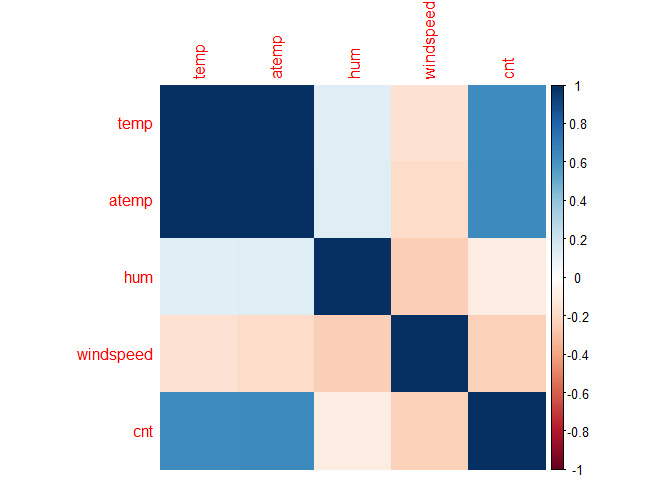 temp
atemp
hum
windspeed
cnt
temp
atemp
hum
windspeed
cnt
1
0.8
0.6
0.4
0.2
0
-0.2
-0.4
-0.6
-0.8
-1